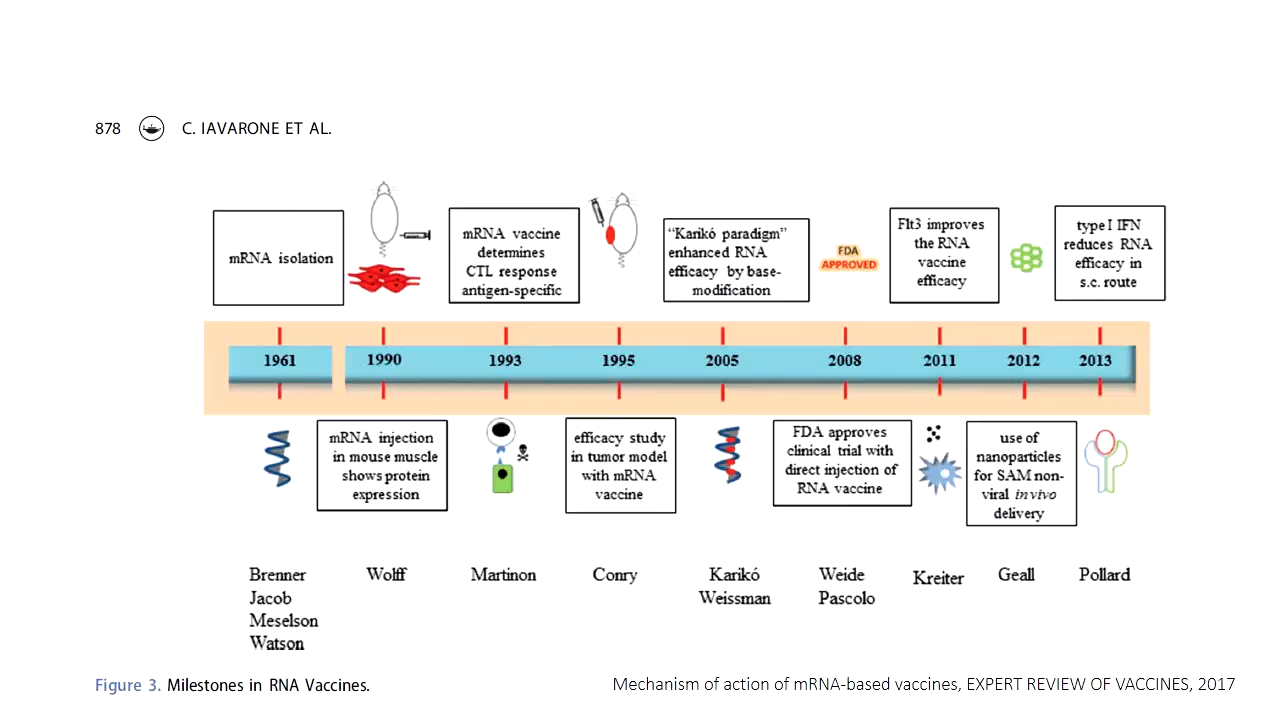 878 C. IAVARONE ET AL.
mRNA isolation
mRNA vaccine
determines
CTL response
antigen-specific
“Karikó paradigm”
enhanced RNA
efficacy by base-
modification
FDA
APPROVED
Flt3 improves
the RNA
vaccine
efficacy
type I IFN
reduces RNA
efficacy in
s.c. route
1961 1990 1993 1995 2005 2008 2011 2012 2013
mRNA injection
in mouse muscle
shows protein
expression
efficacy study
in tumor model
with mRNA
vaccine
FDA approves
clinical trial with
direct injection of
RNA vaccine
use of
nanoparticles
for SAM non-
viral in vivo
delivery
Brenner
Jacob
Meselson
Watson
Wolff
Martinon
Conry
Karikó
Weissman
Weide
Pascolo
Kreiter
Geall
Pollard
Figure 3. Milestones in RNA Vaccines.
Mechanism of action of mRNA-based vaccines, EXPERT REVIEW OF VACCINES, 2017